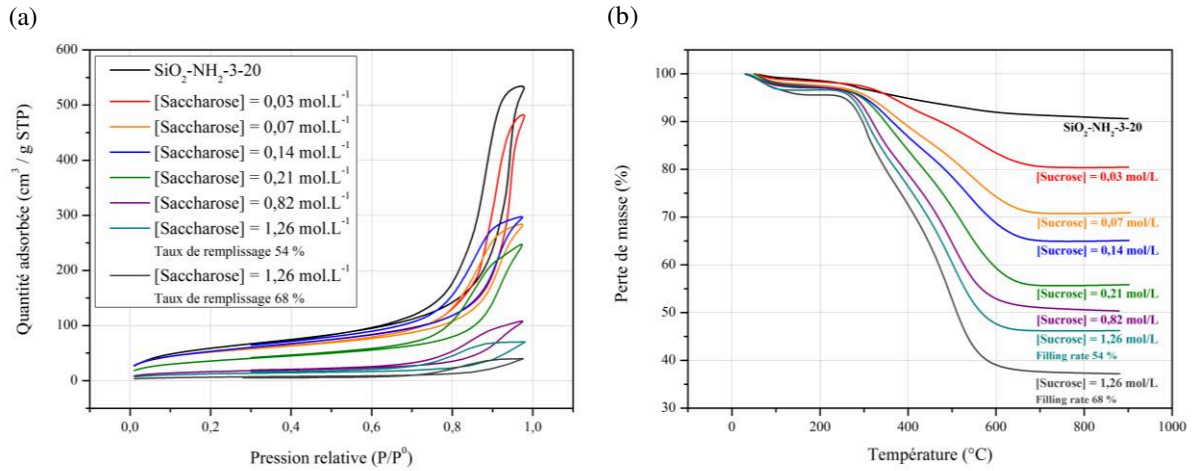 (a)
Quantité adsorbée (cm³ / g STP)
600
500
400
300
200
100
0
SiO₂-NH₂-3-20
[Saccharose] = 0,03 mol.L⁻¹
[Saccharose] = 0,07 mol.L⁻¹
[Saccharose] = 0,14 mol.L⁻¹
[Saccharose] = 0,21 mol.L⁻¹
[Saccharose] = 0,82 mol.L⁻¹
[Saccharose] = 1,26 mol.L⁻¹
Taux de remplissage 54 %
[Saccharose] = 1,26 mol.L⁻¹
Taux de remplissage 68 %
0,0 0,2 0,4 0,6 0,8 1,0
Pression relative (P/P⁰)
(b)
Perte de masse (%)
100
90
80
70
60
50
40
30
SiO₂-NH₂-3-20
[Sucrose] = 0,03 mol/L
[Sucrose] = 0,07 mol/L
[Sucrose] = 0,14 mol/L
[Sucrose] = 0,21 mol/L
[Sucrose] = 0,82 mol/L
[Sucrose] = 1,26 mol/L
Filling rate 54 %
[Sucrose] = 1,26 mol/L
Filling rate 68 %
0 200 400 600 800 1000
Température (°C)